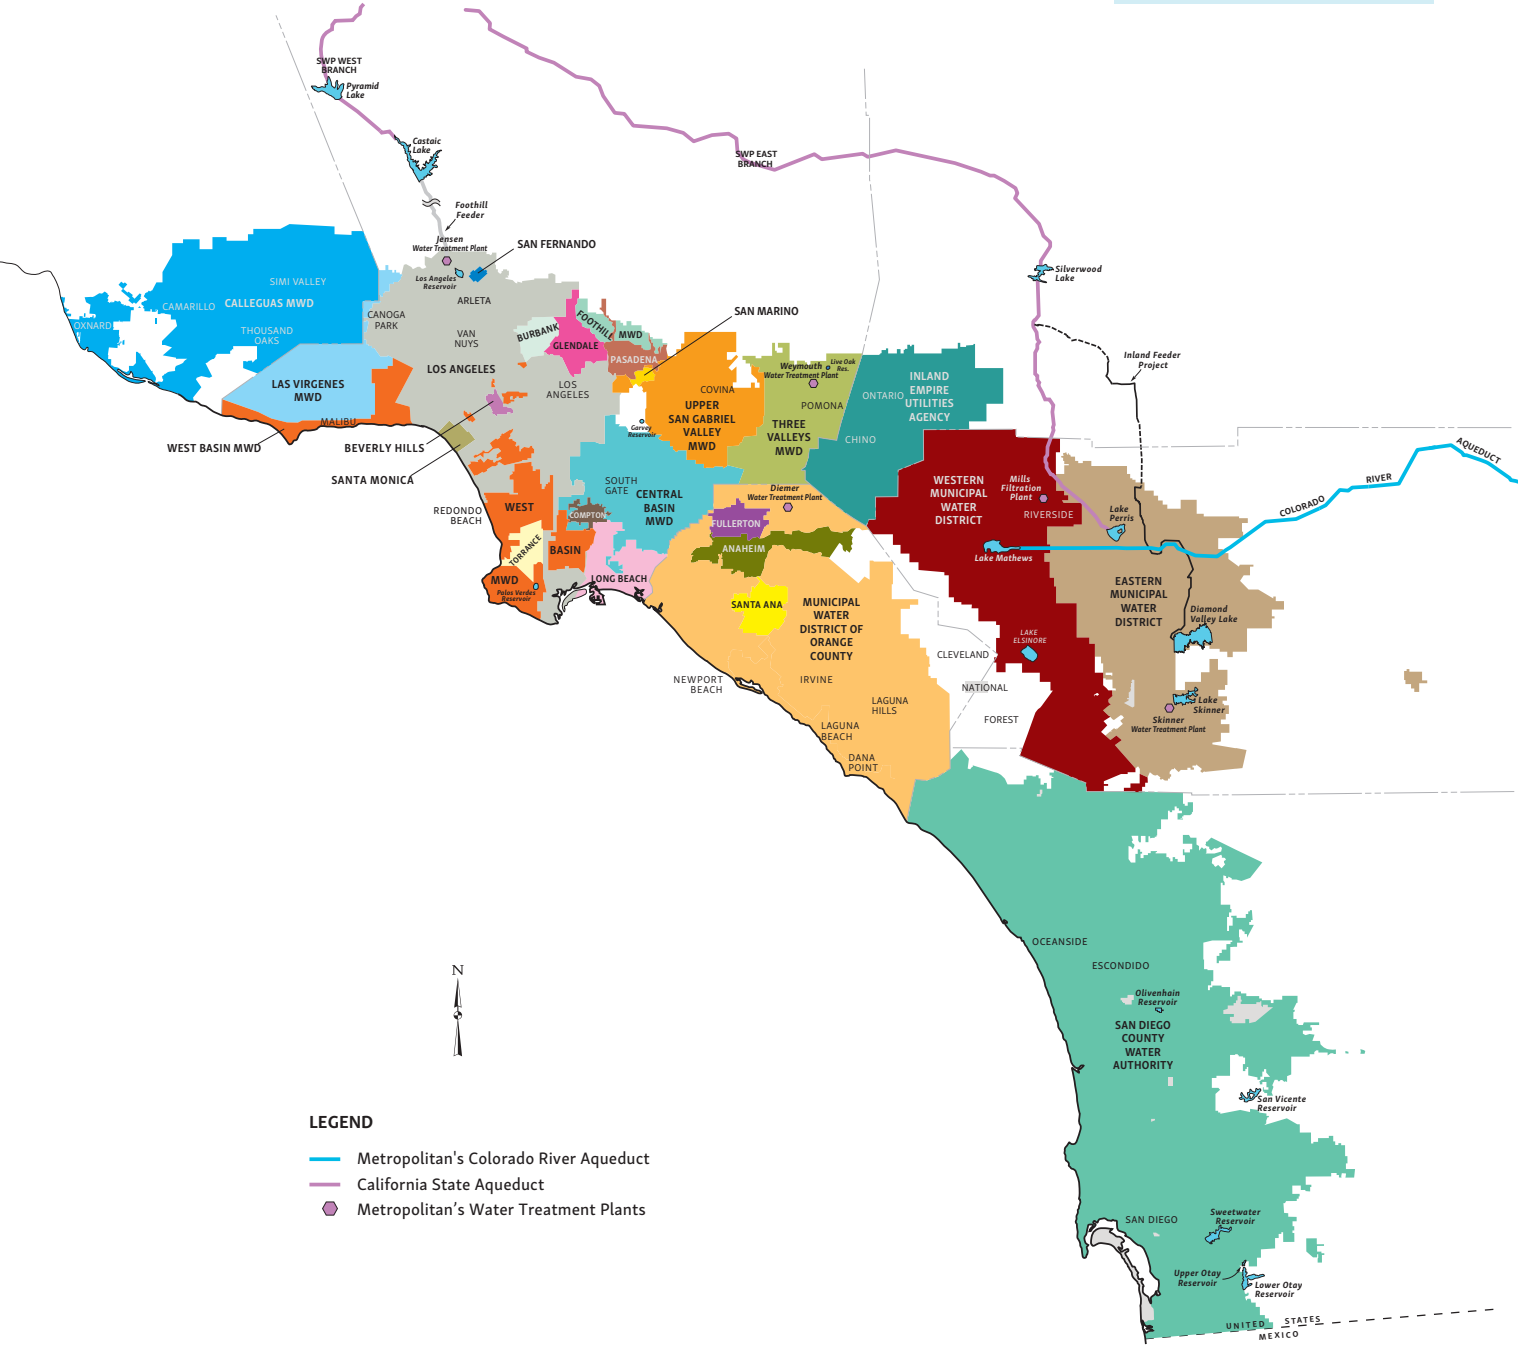 SWP WEST
BRANCH
Pyramid
Lake
Castaic
Lake
SWP EAST
BRANCH
Foothill
Feeder
Jensen
Water Treatment Plant
SAN FERNANDO
Los Angeles
Reservoir
Silverwood
Lake
SIMI VALLEY
CAMARILLO
CALLEGUAS MWD
OXNARD
THOUSAND
OAKS
ARLETA
CANOGA
PARK
VAN
NUYS
BURBANK
FOOTHILL
MWD
GLENDALE
PASADENA
SAN MARINO
LOS ANGELES
LOS
ANGELES
LAS VIRGENES
MWD
MALIBU
WEST BASIN MWD
BEVERLY HILLS
SANTA MONICA
Garvey
Reservoir
COVINA
UPPER
SAN GABRIEL
VALLEY
MWD
Weymouth
Water Treatment Plant
Live Oak
Res.
POMONA
THREE
VALLEYS
MWD
INLAND
EMPIRE
UTILITIES
AGENCY
ONTARIO
CHINO
Inland Feeder
Project
SOUTH
GATE
CENTRAL
BASIN
MWD
COMPTON
REDONDO
BEACH
WEST
BASIN
MWD
TORRANCE
Palos Verdes
Reservoir
LONG BEACH
Diemer
Water Treatment Plant
FULLERTON
ANAHEIM
SANTA ANA
MUNICIPAL
WATER
DISTRICT OF
ORANGE
COUNTY
NEWPORT
BEACH
IRVINE
LAGUNA
HILLS
LAGUNA
BEACH
DANA
POINT
WESTERN
MUNICIPAL
WATER
DISTRICT
Mills
Filtration
Plant
RIVERSIDE
Lake
Perris
Lake Mathews
COLORADO
RIVER
AQUEDUCT
EASTERN
MUNICIPAL
WATER
DISTRICT
Diamond
Valley Lake
LAKE
ELSINORE
CLEVELAND
NATIONAL
FOREST
Lake
Skinner
Skinner
Water Treatment Plant
OCEANSIDE
ESCONDIDO
Olivenhain
Reservoir
SAN DIEGO
COUNTY
WATER
AUTHORITY
San Vicente
Reservoir
SAN DIEGO
Sweetwater
Reservoir
Upper Otay
Reservoir
Lower Otay
Reservoir
UNITED STATES
MEXICO
N
LEGEND
Metropolitan's Colorado River Aqueduct
California State Aqueduct
Metropolitan’s Water Treatment Plants